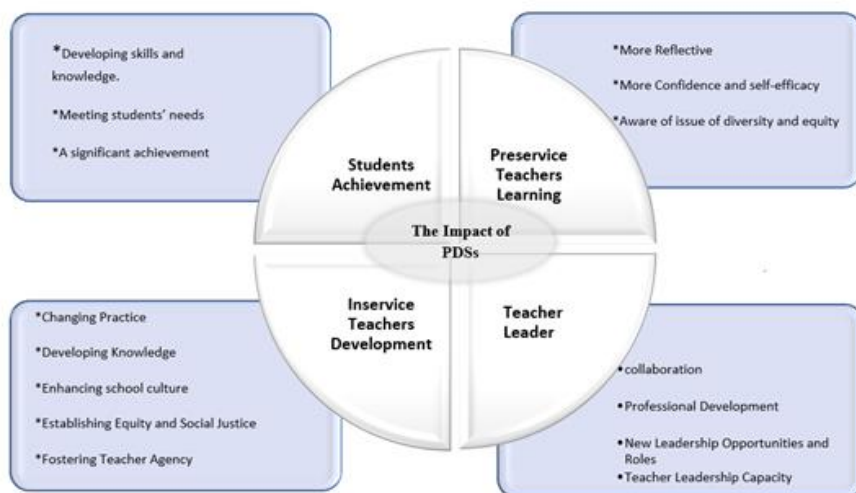 *Developing skills and
knowledge.
*Meeting students' needs
*A significant achievement
*More Reflective
*More Confidence and self-efficacy
*Aware of issue of diversity and equity
Students
Achievement
Preservice
Teachers
Learning
The Impact of
PDSs
Inservice
Teachers
Development
Teacher
Leader
*Changing Practice
*Developing Knowledge
*Enhancing school culture
*Establishing Equity and Social Justice
*Fostering Teacher Agency
•collaboration
•Professional Development
•New Leadership Opportunities and
Roles
•Teacher Leadership Capacity